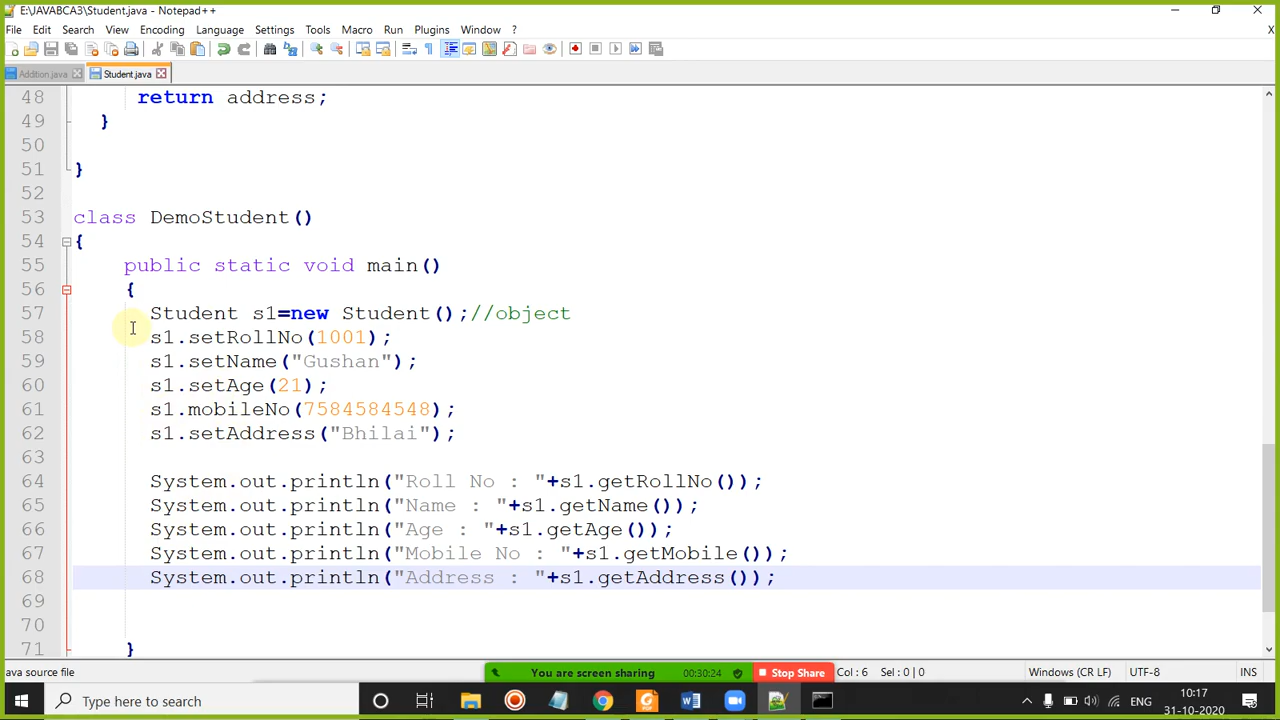 E:\JAVABCA3\Student.java - Notepad++
File Edit Search View Encoding Language Settings Tools Macro Run Plugins Window ? X
Addition.java Student.java
48 return address;
49 }
50
51 }
52
53 class DemoStudent()
54 {
55 public static void main()
56 {
57 Student s1=new Student();//object
58 s1.setRollNo(1001);
59 s1.setName("Gushan");
60 s1.setAge(21);
61 s1.mobileNo(7584584548);
62 s1.setAddress("Bhilai");
63
64 System.out.println("Roll No : "+s1.getRollNo());
65 System.out.println("Name : "+s1.getName());
66 System.out.println("Age : "+s1.getAge());
67 System.out.println("Mobile No : "+s1.getMobile());
68 System.out.println("Address : "+s1.getAddress());
69
70
71 }
ava source file You are screen sharing 00:30:24 Stop Share Col : 6 Sel : 0 | 0 Windows (CR LF) UTF-8 INS
Type here to search ENG 10:17
31-10-2020